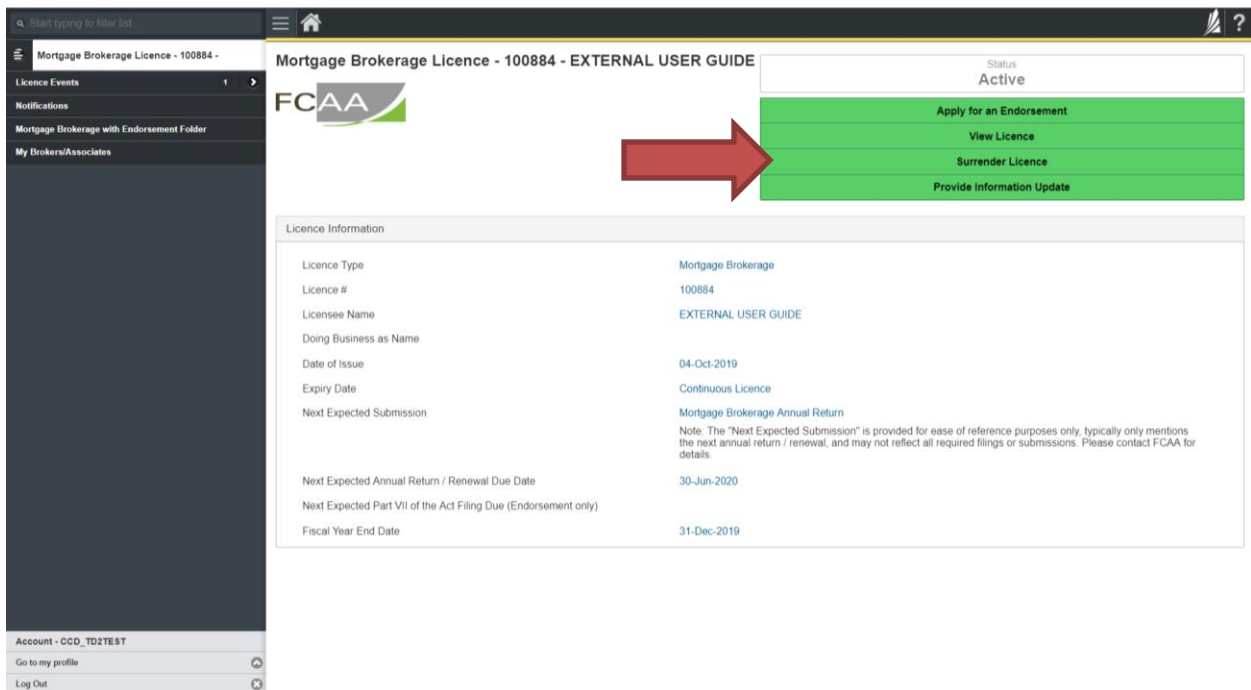 Start typing to filter list...
?
Mortgage Brokerage Licence - 100884 -
Licence Events 1
Notifications
Mortgage Brokerage with Endorsement Folder
My Brokers/Associates
Account - CCD_TD2TEST
Go to my profile
Log Out
Mortgage Brokerage Licence - 100884 - EXTERNAL USER GUIDE
FCAA
Status
Active
Apply for an Endorsement
View Licence
Surrender Licence
Provide Information Update
Licence Information
Licence Type Mortgage Brokerage
Licence # 100884
Licensee Name EXTERNAL USER GUIDE
Doing Business as Name
Date of Issue 04-Oct-2019
Expiry Date Continuous Licence
Next Expected Submission Mortgage Brokerage Annual Return
Note: The "Next Expected Submission" is provided for ease of reference purposes only, typically only mentions
the next annual return / renewal, and may not reflect all required filings or submissions. Please contact FCAA for
details.
Next Expected Annual Return / Renewal Due Date 30-Jun-2020
Next Expected Part VII of the Act Filing Due (Endorsement only)
Fiscal Year End Date 31-Dec-2019